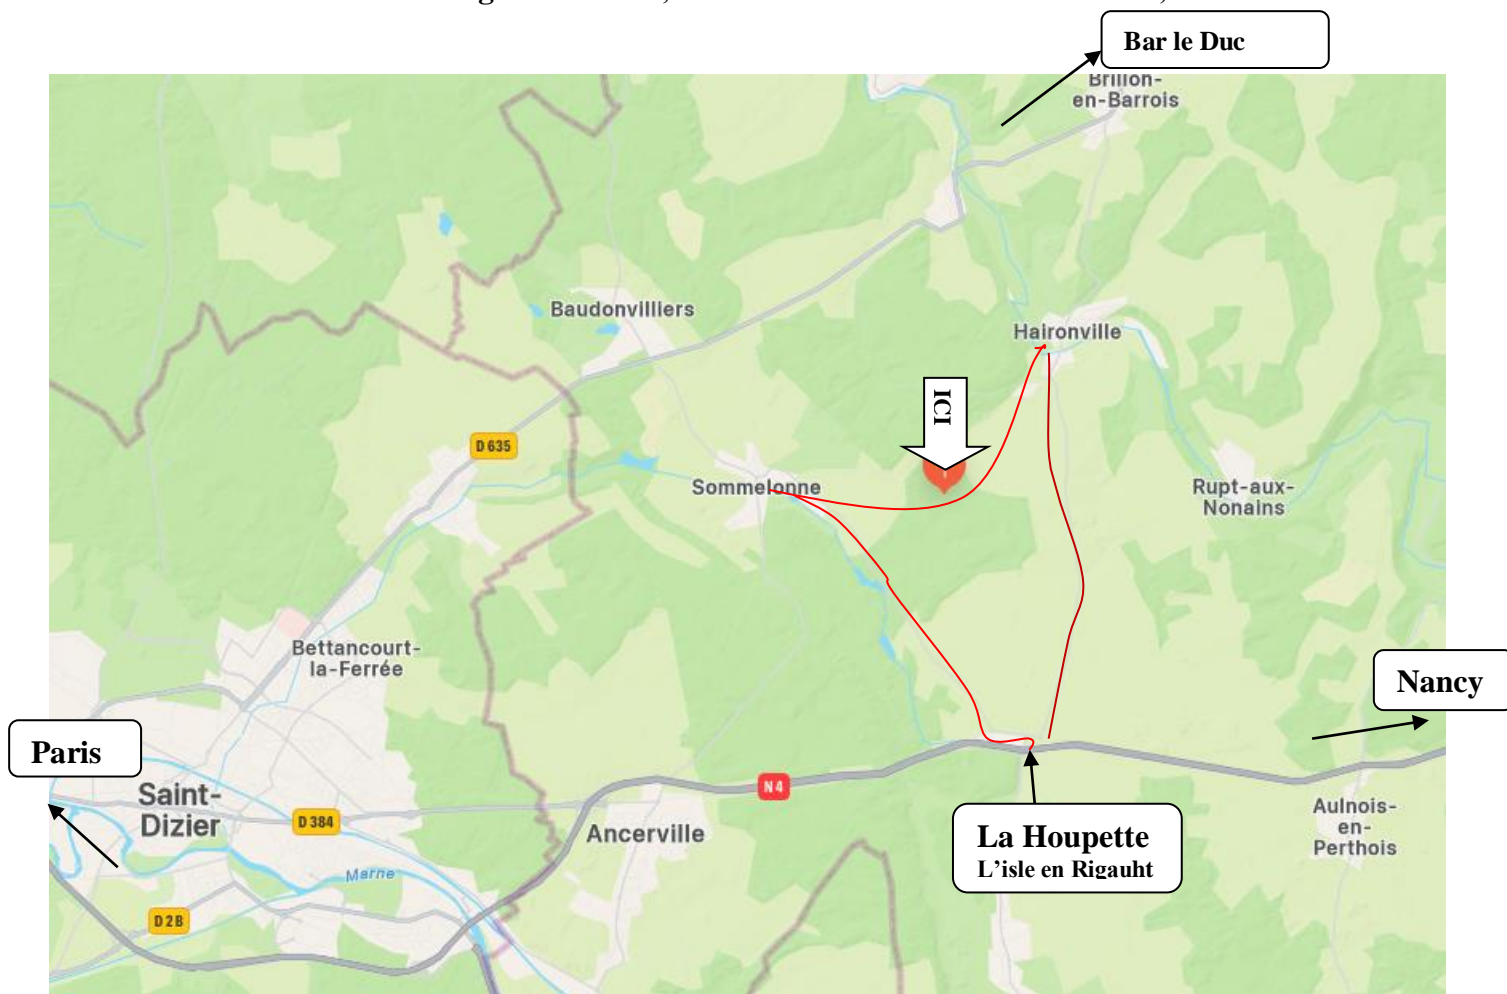 Bar le Duc
Brillon-
en-Barrois
Baudonvilliers
Haironville
ICI
D 635
Sommelonne
Rupt-aux-
Nonains
Bettancourt-
la-Ferrée
Nancy
Paris
Saint-
Dizier
N4
D 384
Ancerville
Aulnois-
en-
Perthois
La Houpette
L'isle en Rigauht
Marne
D 2B